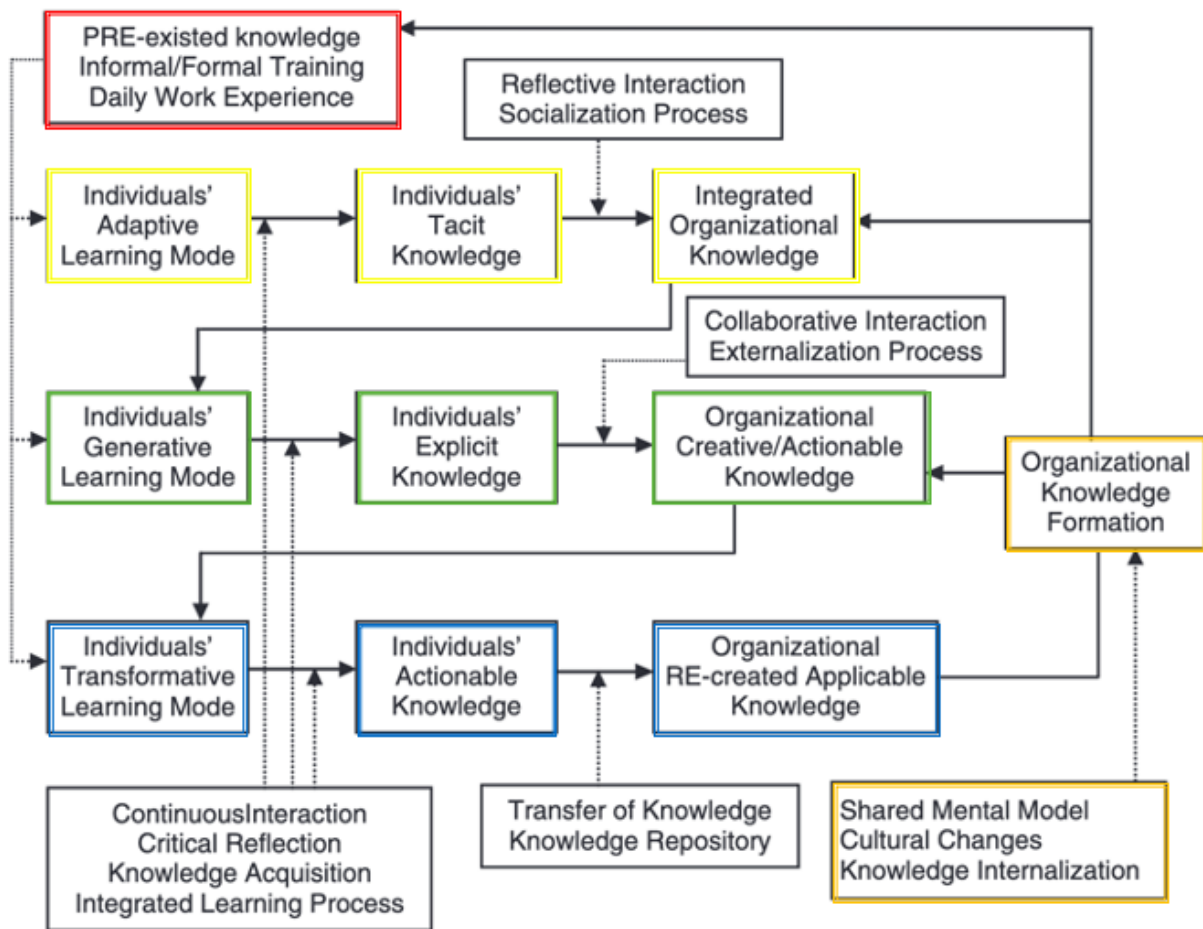 PRE-existed knowledge
Informal/Formal Training
Daily Work Experience
Reflective Interaction
Socialization Process
Individuals'
Adaptive
Learning Mode
Individuals'
Tacit
Knowledge
Integrated
Organizational
Knowledge
Collaborative Interaction
Externalization Process
Individuals'
Generative
Learning Mode
Individuals'
Explicit
Knowledge
Organizational
Creative/Actionable
Knowledge
Organizational
Knowledge
Formation
Individuals'
Transformative
Learning Mode
Individuals'
Actionable
Knowledge
Organizational
RE-created Applicable
Knowledge
ContinuousInteraction
Critical Reflection
Knowledge Acquisition
Integrated Learning Process
Transfer of Knowledge
Knowledge Repository
Shared Mental Model
Cultural Changes
Knowledge Internalization